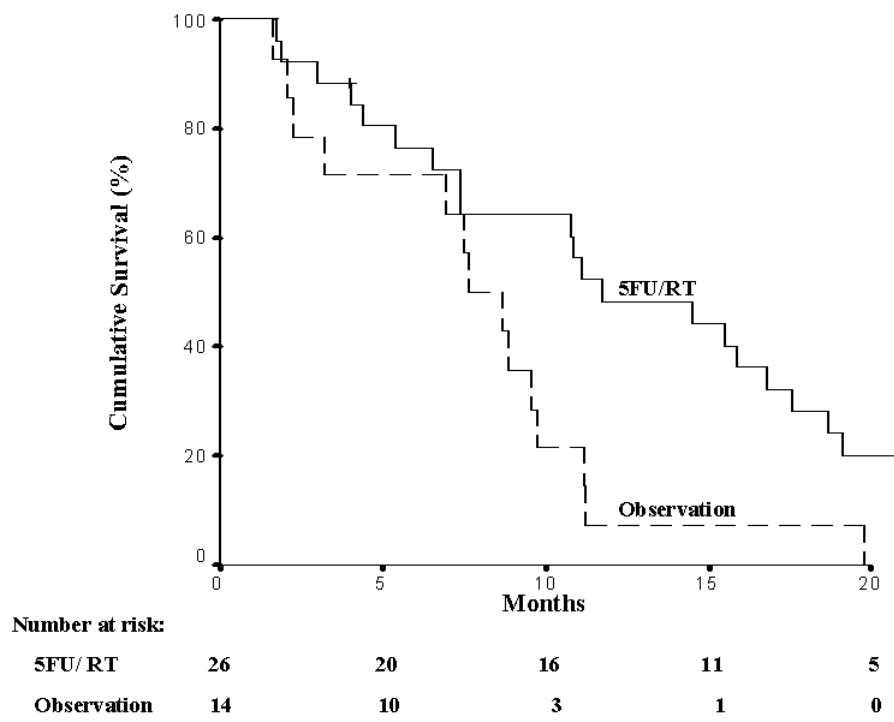 Cumulative Survival (%)
100
80
60
40
20
0
5FU/RT
Observation
0 5 10 15 20
Months
Number at risk:
5FU/ RT 26 20 16 11 5
Observation 14 10 3 1 0